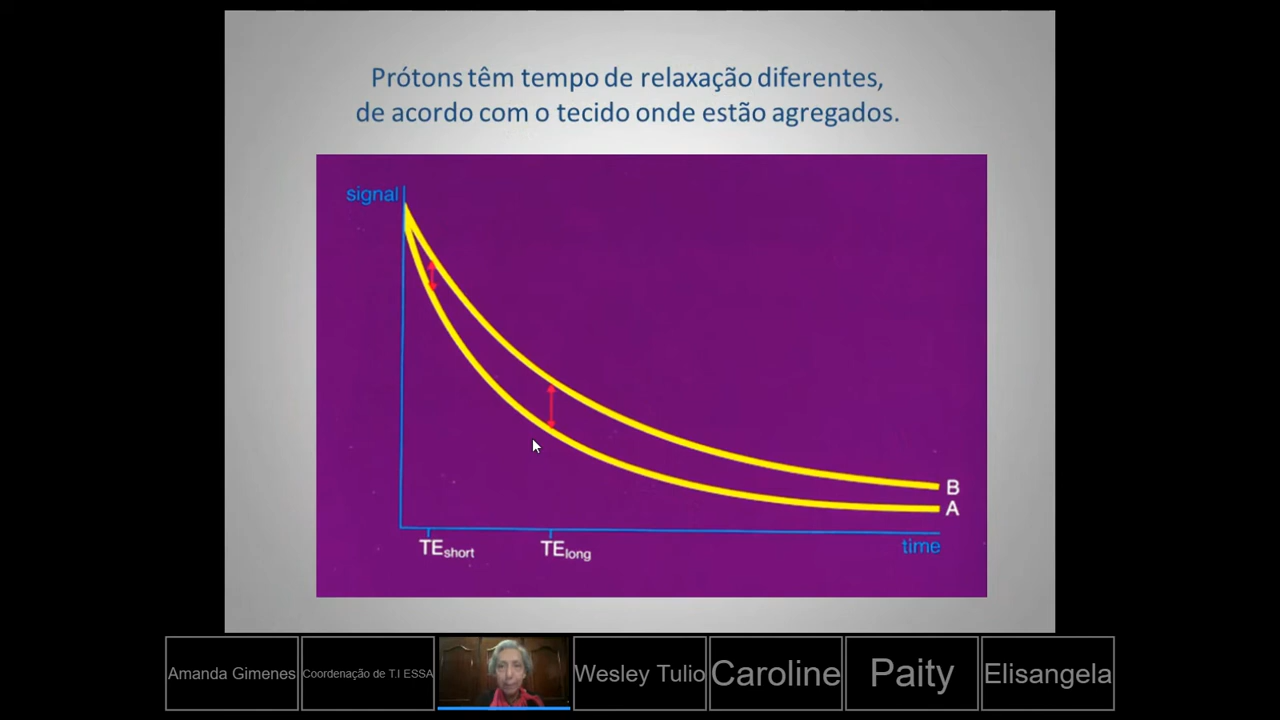 Prótons têm tempo de relaxação diferentes,
de acordo com o tecido onde estão agregados.
signal
B
A
TEshort
TElong
time
Amanda Gimenes
Coordenação de T.I ESSA
Wesley Tulio
Caroline
Paity
Elisangela